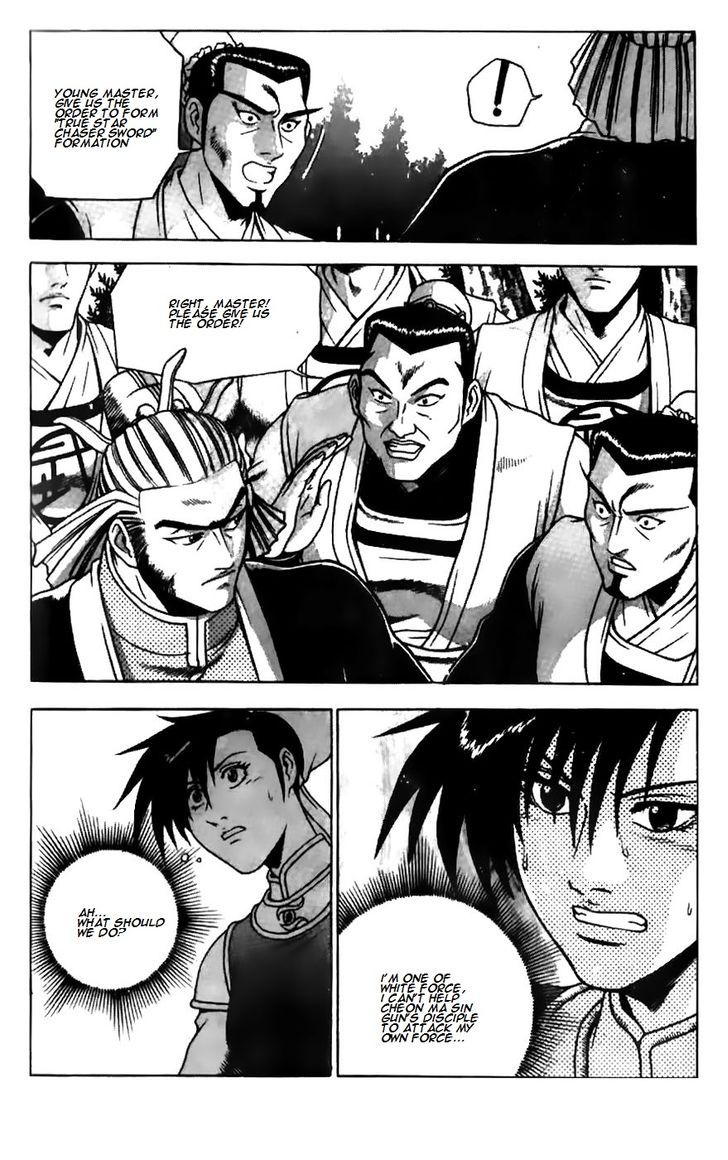 YOUNG MASTER,
GIVE US THE
ORDER TO FORM
"TRUE STAR
CHASER SWORD"
FORMATION
!
RIGHT, MASTER!
PLEASE GIVE US
THE ORDER!
AH...
WHAT SHOULD
WE DO?
I'M ONE OF
WHITE FORCE,
I CAN'T HELP
CHEON MA SIN
GUN'S DISCIPLE
TO ATTACK MY
OWN FORCE...